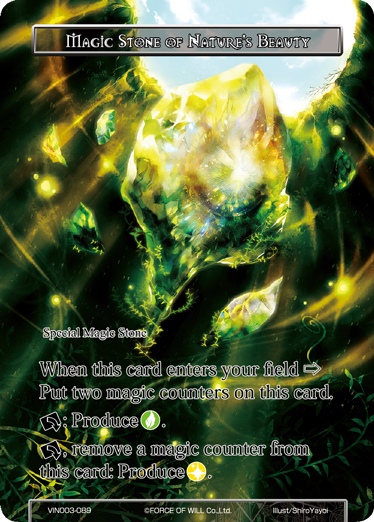 Magic Stone of Nature's Beauty
Special Magic Stone
When this card enters your field ⇨
Put two magic counters on this card.
: Produce .
, remove a magic counter from
this card: Produce .
VIN003-089 ©FORCE OF WILL Co.,Ltd. Illust/ShiroYayoi